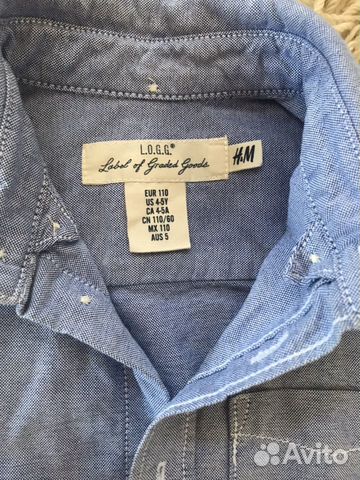 L.O.G.G.®
Label of Graded Goods
H&M
EUR 110
US 4-5Y
CA 4-5A
CN 110/60
MX 110
AUS 5
Avito